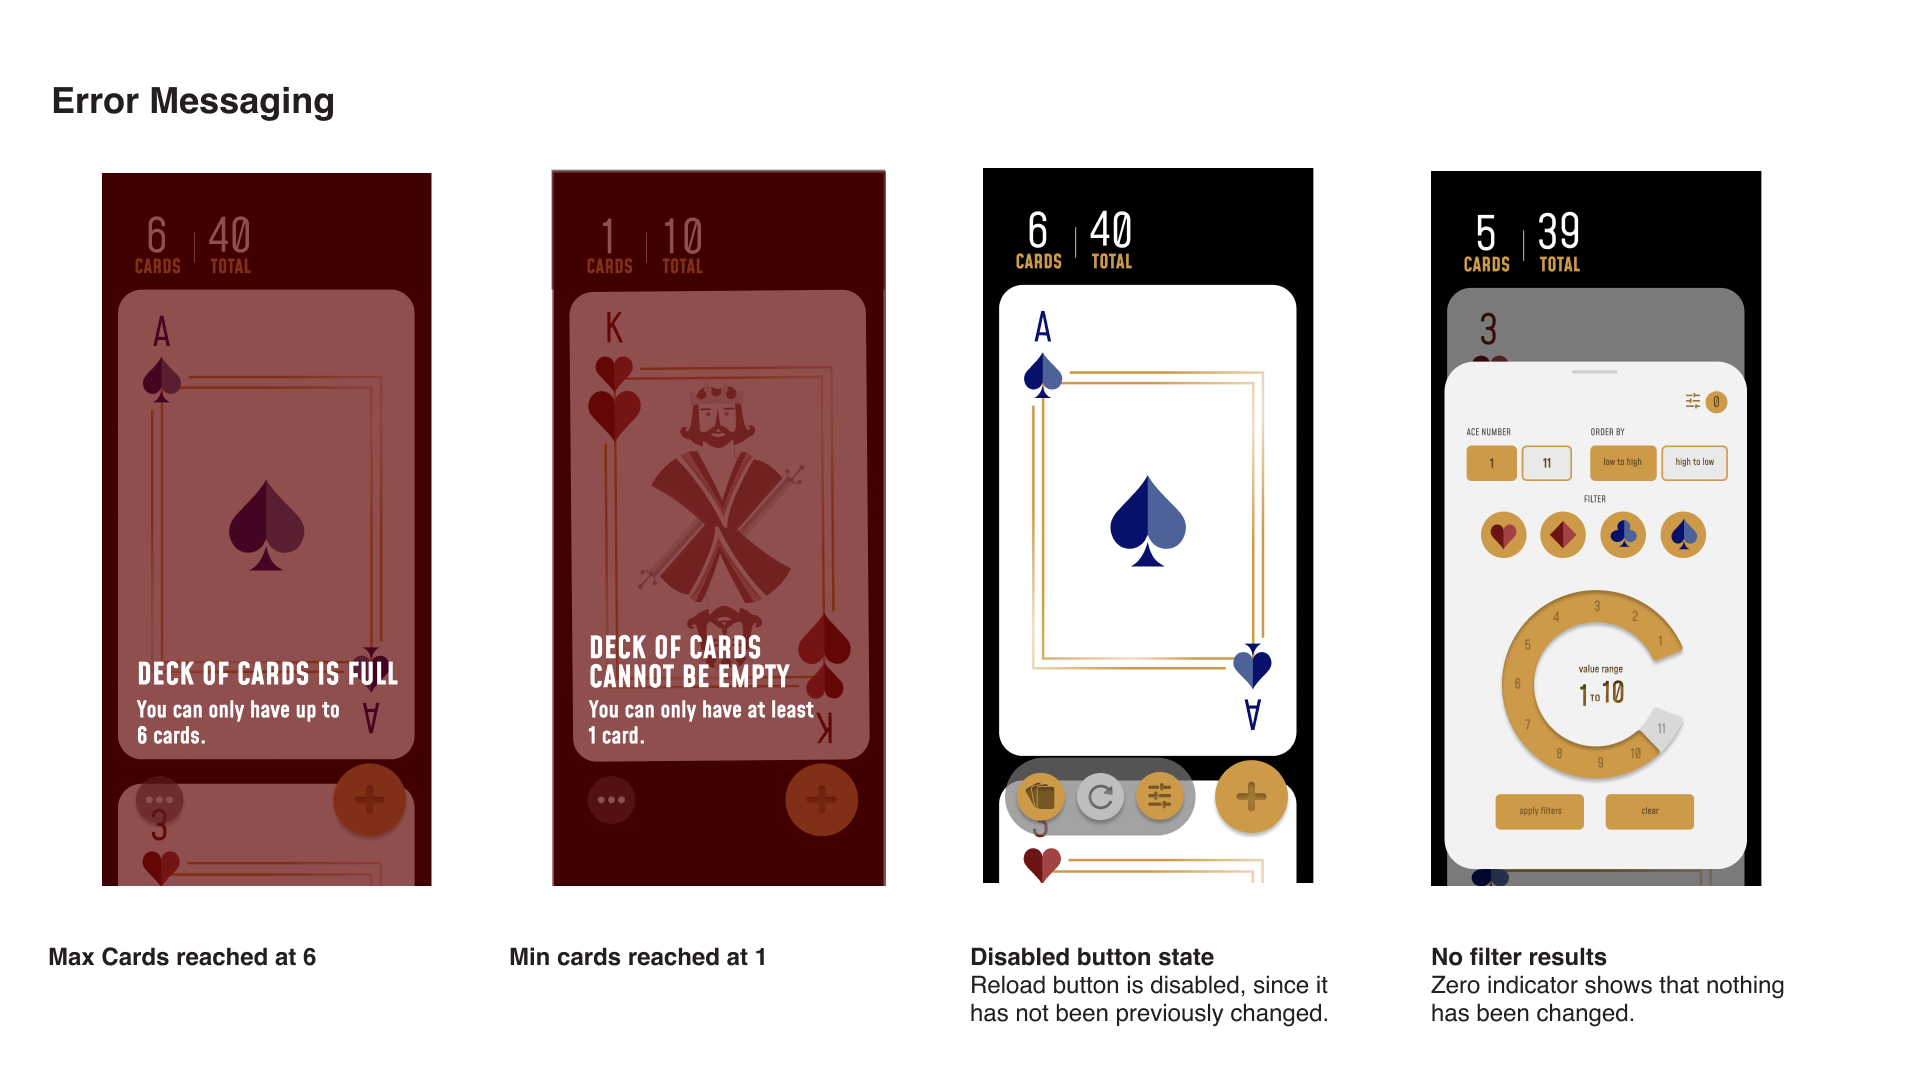 Error Messaging
6 40
CARDS TOTAL
A
DECK OF CARDS IS FULL
You can only have up to
6 cards.
A
3
Max Cards reached at 6
1 10
CARDS TOTAL
K
DECK OF CARDS
CANNOT BE EMPTY
You can only have at least
1 card.
K
Min cards reached at 1
6 40
CARDS TOTAL
A
A
3
Disabled button state
Reload button is disabled, since it
has not been previously changed.
5 39
CARDS TOTAL
3
0
ACE NUMBER ORDER BY
1 11 low to high high to low
FILTER
1
2
3
4
5
6
7
8
9
10
11
value range
1 TO 10
apply filters clear
No filter results
Zero indicator shows that nothing
has been changed.